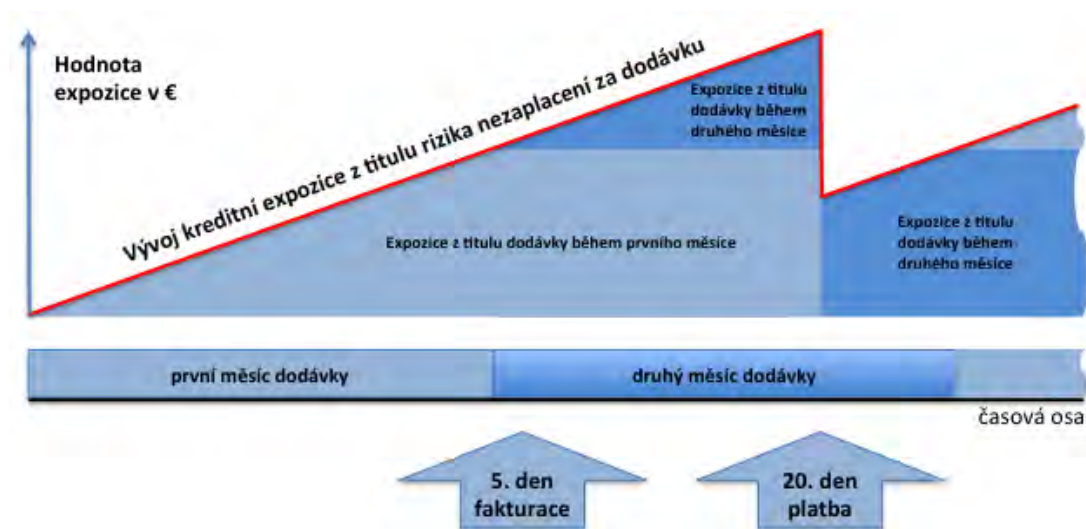 Hodnota
expozice v €
Vývoj kreditní expozice z titulu rizika nezaplacení za dodávku
Expozice z titulu
dodávky během
druhého měsíce
Expozice z titulu dodávky během prvního měsíce
Expozice z titulu
dodávky během
druhého měsíce
první měsíc dodávky
druhý měsíc dodávky
časová osa
5. den
fakturace
20. den
platba